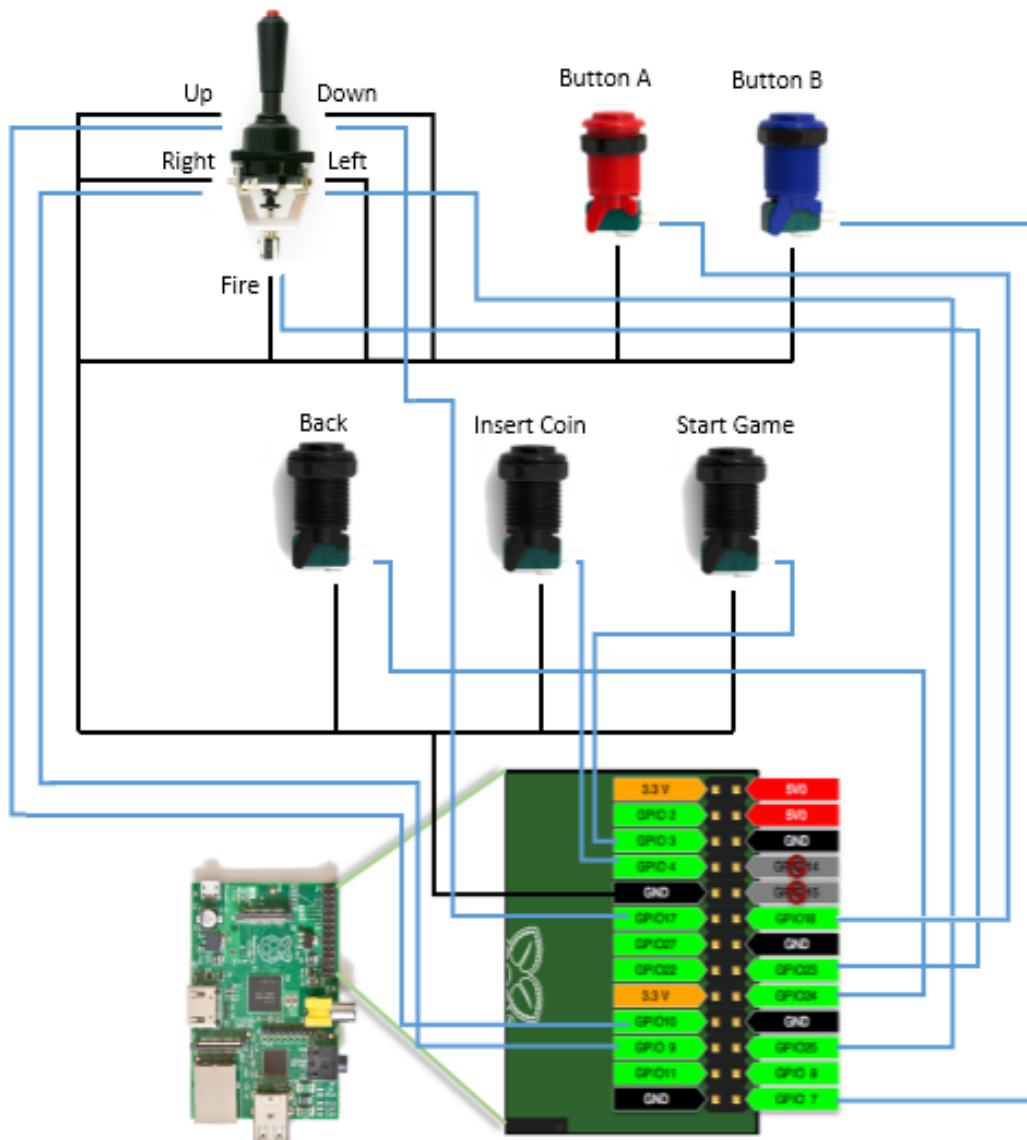 Button A
Button B
Up
Down
Right
Left
Fire
Back
Insert Coin
Start Game
3.3 V
5V0
GPIO 2
5V0
GPIO 3
GND
GPIO 4
GND
GPIO17
GPIO18
GPIO27
GND
GPIO22
GPIO23
3.3 V
GPIO24
GPIO10
GND
GPIO 9
GPIO25
GPIO11
GPIO 8
GND
GPIO 7